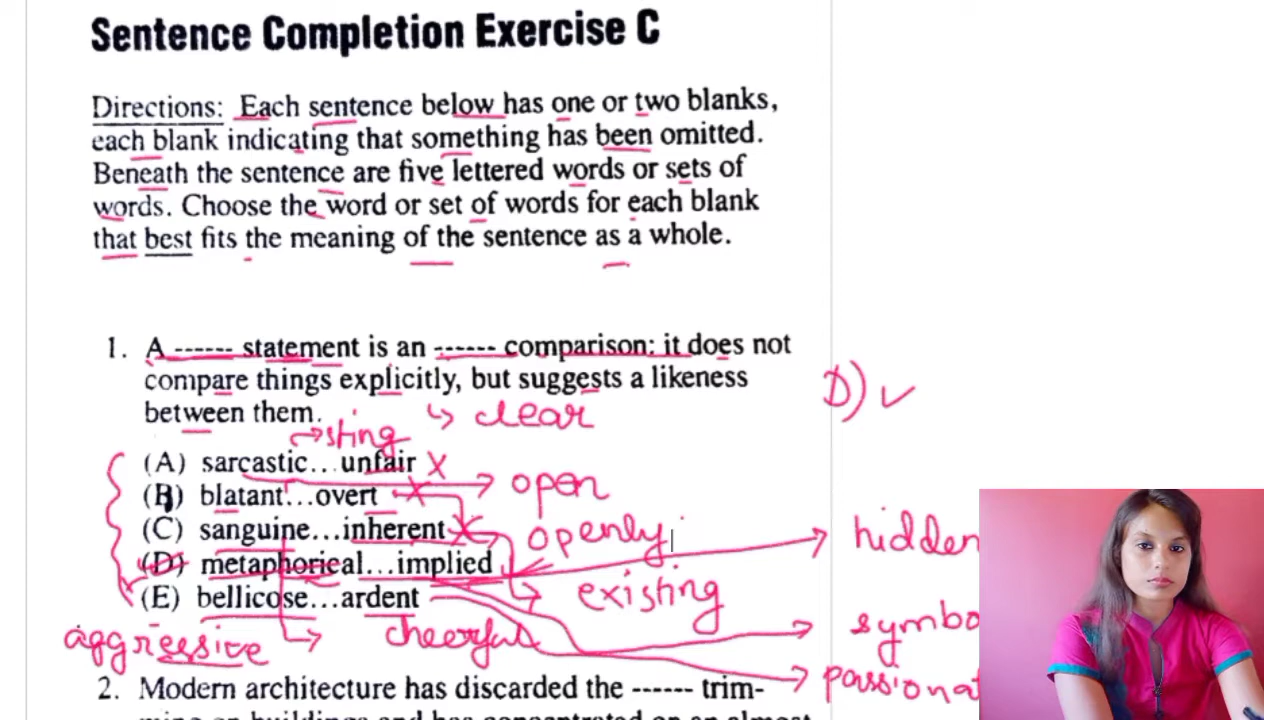 Sentence Completion Exercise C
Directions: Each sentence below has one or two blanks,
each blank indicating that something has been omitted.
Beneath the sentence are five lettered words or sets of
words. Choose the word or set of words for each blank
that best fits the meaning of the sentence as a whole.
1. A ------ statement is an ------ comparison: it does not
compare things explicitly, but suggests a likeness
between them.
↳ clear
D) ✓
→ sting
(A) sarcastic…unfair X
(B) blatant…overt X → open
(C) sanguine…inherent X openly
(D) metaphorical…implied → hidden
(E) bellicose…ardent existing
aggressive cheerful symbo
passionat
2. Modern architecture has discarded the ------ trim-